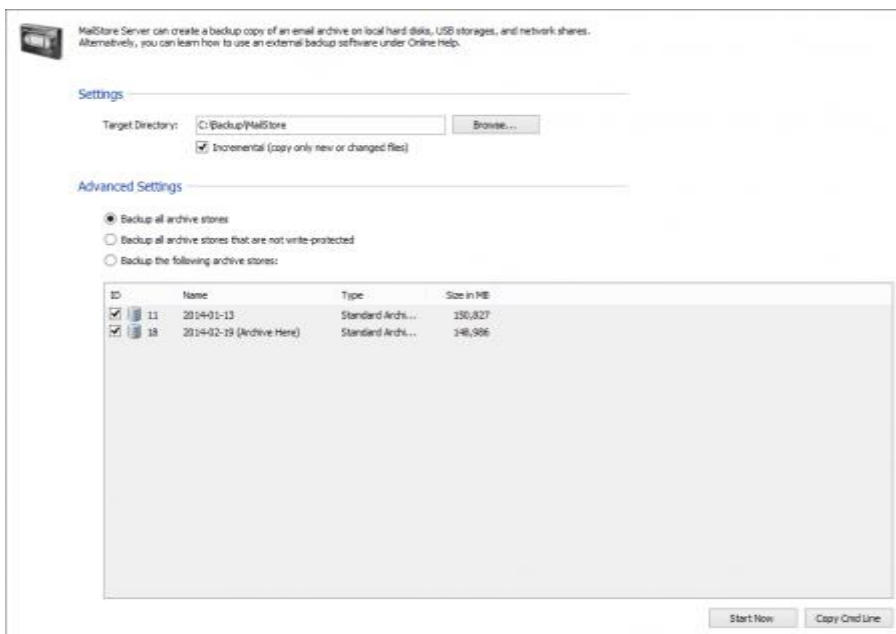 MailStore Server can create a backup copy of an email archive on local hard disks, USB storages, and network shares.
Alternatively, you can learn how to use an external backup software under Online Help.
Settings
Target Directory: C:\Backup\MailStore Browse...
Incremental (copy only new or changed files)
Advanced Settings
Backup all archive stores
Backup all archive stores that are not write-protected
Backup the following archive stores:
ID Name Type Size in MB
11 2014-01-13 Standard Archi... 150,827
18 2014-02-19 (Archive Here) Standard Archi... 148,986
Start Now Copy Cmd Line